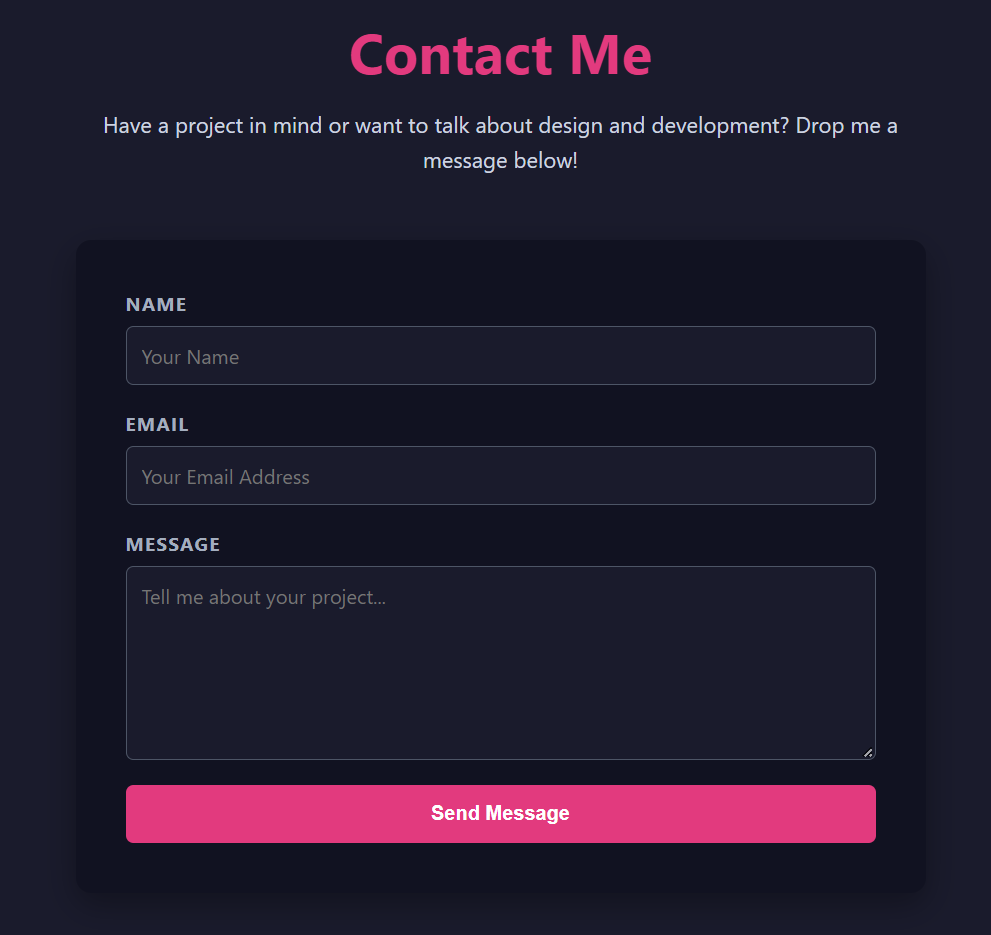 Contact Me
Have a project in mind or want to talk about design and development? Drop me a
message below!
NAME
Your Name
EMAIL
Your Email Address
MESSAGE
Tell me about your project...
Send Message